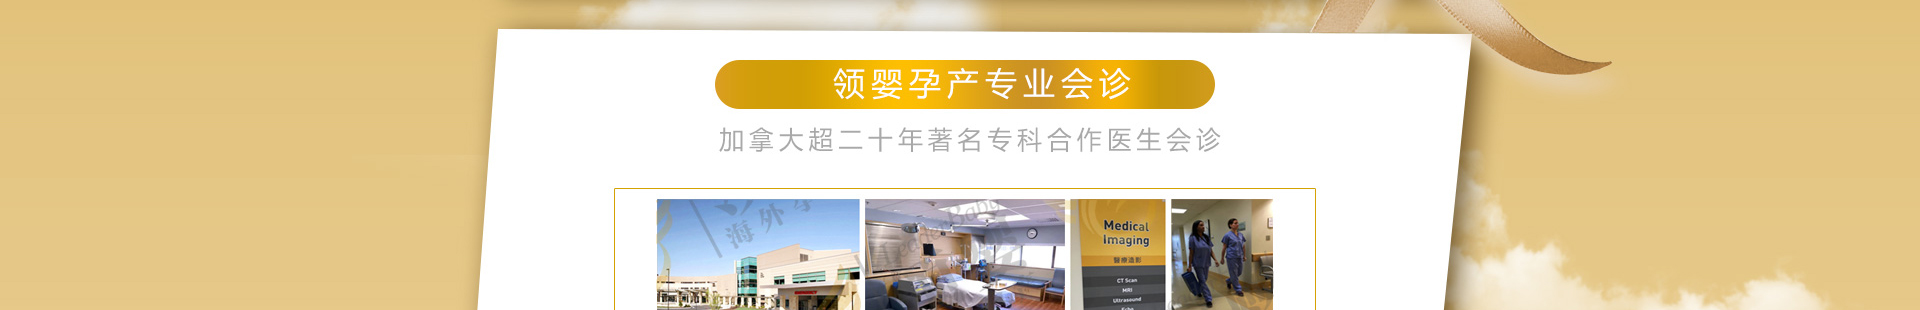 领婴孕产专业会诊
加拿大超二十年著名专科合作医生会诊
海外
Medical
Imaging
醫療造影
CT Scan
MRI
Ultrasound